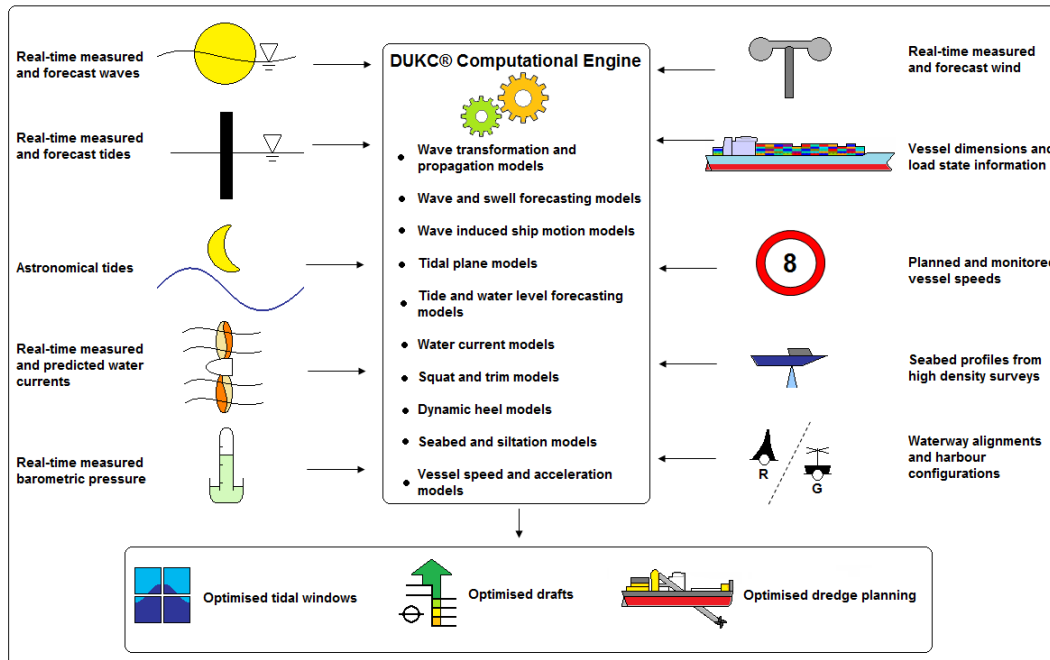 Real-time measured
and forecast waves
Real-time measured
and forecast tides
Astronomical tides
Real-time measured
and predicted water
currents
Real-time measured
barometric pressure
DUKC® Computational Engine
Wave transformation and
propagation models
Wave and swell forecasting models
Wave induced ship motion models
Tidal plane models
Tide and water level forecasting
models
Water current models
Squat and trim models
Dynamic heel models
Seabed and siltation models
Vessel speed and acceleration
models
Real-time measured
and forecast wind
Vessel dimensions and
load state information
8
Planned and monitored
vessel speeds
Seabed profiles from
high density surveys
R
G
Waterway alignments
and harbour
configurations
Optimised tidal windows
Optimised drafts
Optimised dredge planning